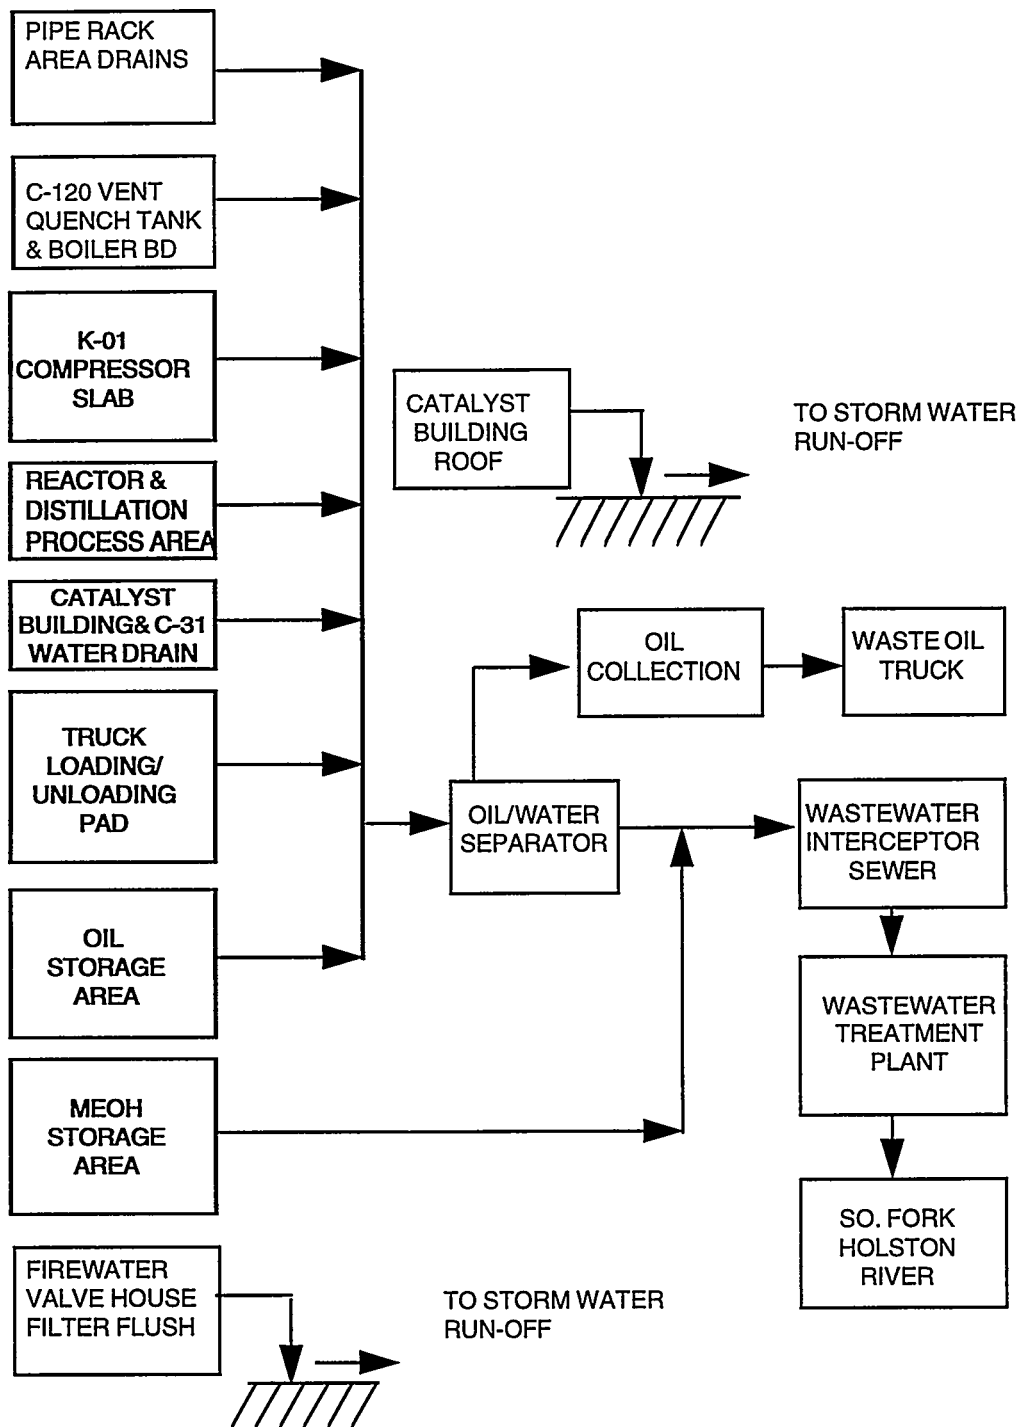 PIPE RACK
AREA DRAINS
C-120 VENT
QUENCH TANK
& BOILER BD
K-01
COMPRESSOR
SLAB
REACTOR &
DISTILLATION
PROCESS AREA
CATALYST
BUILDING& C-31
WATER DRAIN
TRUCK
LOADING/
UNLOADING
PAD
OIL
STORAGE
AREA
MEOH
STORAGE
AREA
FIREWATER
VALVE HOUSE
FILTER FLUSH
TO STORM WATER
RUN-OFF
CATALYST
BUILDING
ROOF
TO STORM WATER
RUN-OFF
OIL
COLLECTION
WASTE OIL
TRUCK
OIL/WATER
SEPARATOR
WASTEWATER
INTERCEPTOR
SEWER
WASTEWATER
TREATMENT
PLANT
SO. FORK
HOLSTON
RIVER